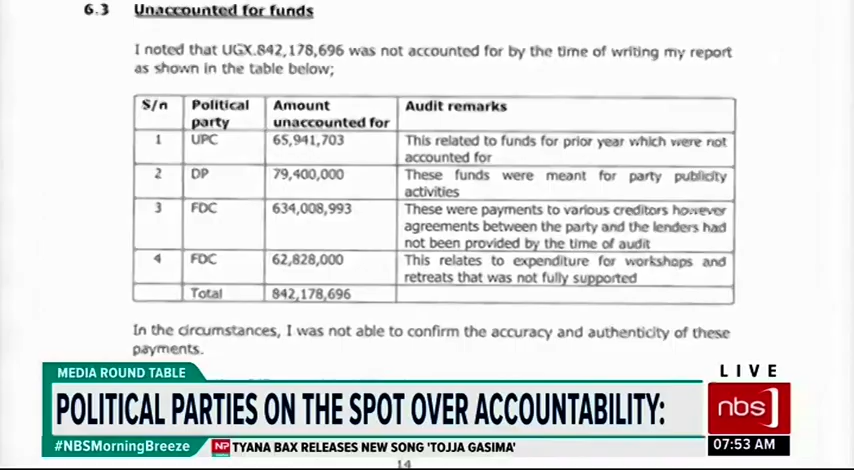 6.3 Unaccounted for funds
I noted that UGX.842,178,696 was not accounted for by the time of writing my report
as shown in the table below;
S/n Political party Amount unaccounted for Audit remarks
1 UPC 65,941,703 This related to funds for prior year which were not
accounted for
2 DP 79,400,000 These funds were meant for party publicity
activities
3 FDC 634,008,993 These were payments to various creditors however
agreements between the party and the lenders had
not been provided by the time of audit
4 FDC 62,828,000 This relates to expenditure for workshops and
retreats that was not fully supported
Total 842,178,696
In the circumstances, I was not able to confirm the accuracy and authenticity of these
payments.
MEDIA ROUND TABLE
POLITICAL PARTIES ON THE SPOT OVER ACCOUNTABILITY:
LIVE
nbs
07:53 AM
#NBSMorningBreeze
NP TYANA BAX RELEASES NEW SONG 'TOJJA GASIMA'
14